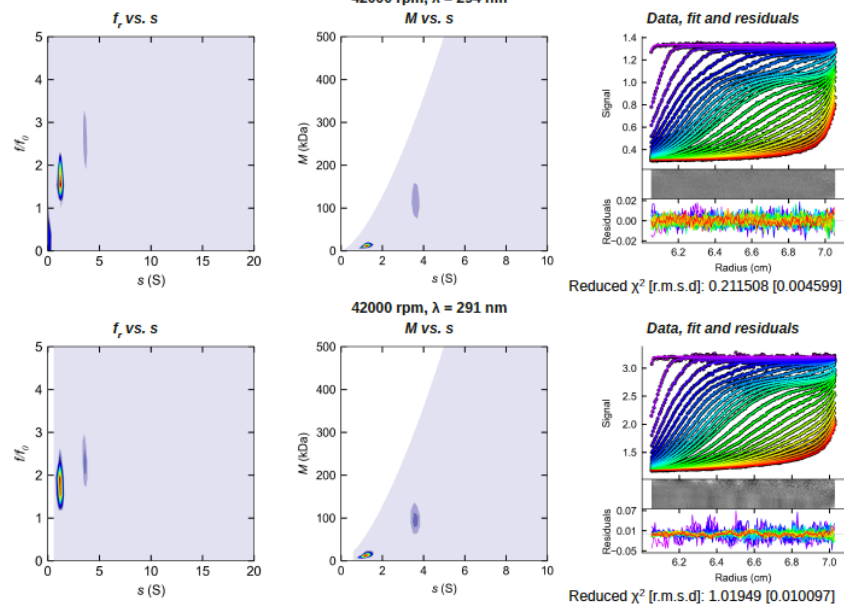 42000 rpm, λ = 294 nm
f_r vs. s
M vs. s
Data, fit and residuals
f/f_0
5
4
3
2
1
0
0 5 10 15 20
s (S)
M (kDa)
500
400
300
200
100
0
0 2 4 6 8 10
s (S)
Signal
1.4
1.2
1.0
0.8
0.6
0.4
Residuals
0.02
0.00
−0.02
6.2 6.4 6.6 6.8 7.0
Radius (cm)
Reduced χ² [r.m.s.d]: 0.211508 [0.004599]
42000 rpm, λ = 291 nm
f_r vs. s
M vs. s
Data, fit and residuals
f/f_0
5
4
3
2
1
0
0 5 10 15 20
s (S)
M (kDa)
500
400
300
200
100
0
0 2 4 6 8 10
s (S)
Signal
3.0
2.5
2.0
1.5
Residuals
0.07
0.01
−0.05
6.2 6.4 6.6 6.8 7.0
Radius (cm)
Reduced χ² [r.m.s.d]: 1.01949 [0.010097]